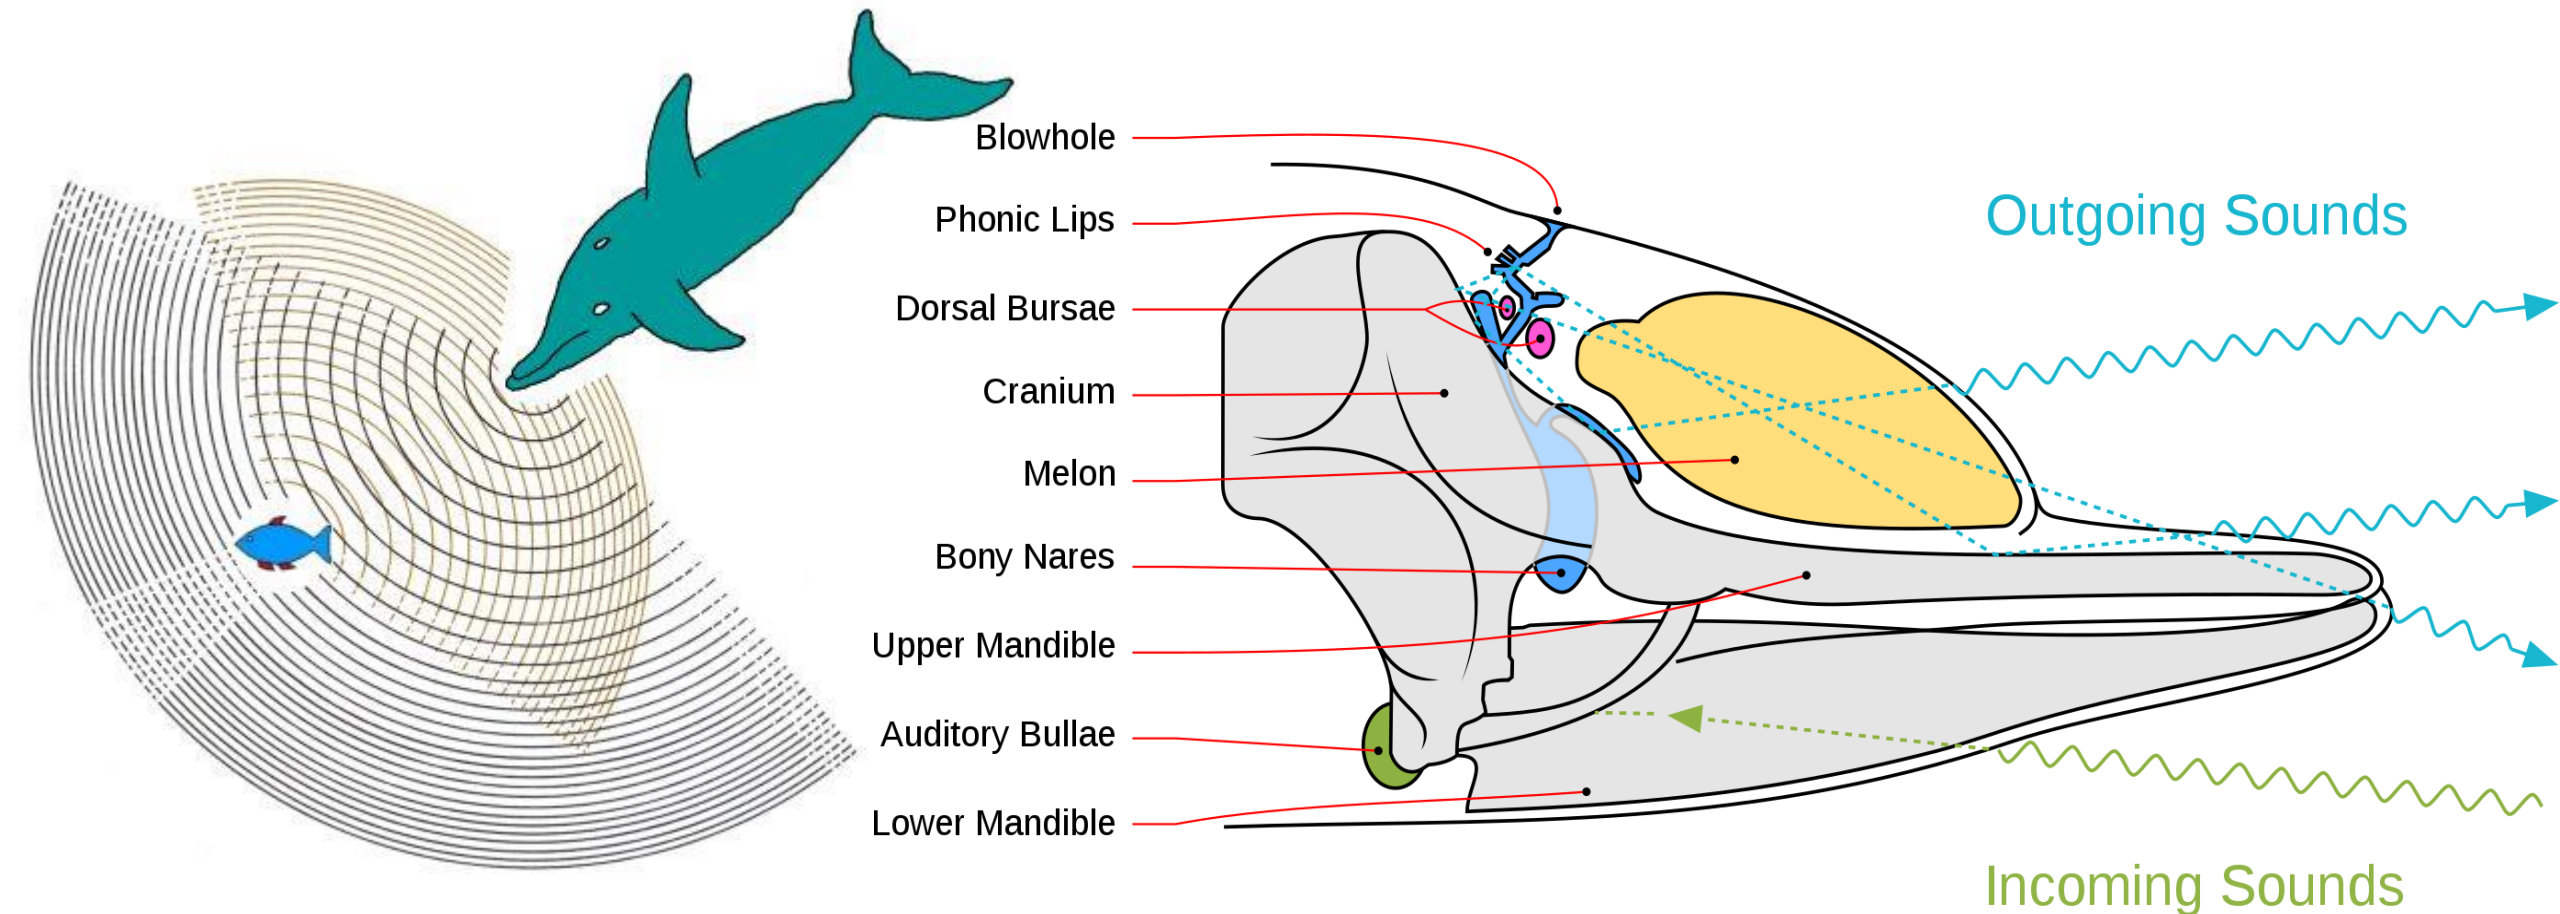 Blowhole
Phonic Lips
Dorsal Bursae
Cranium
Melon
Bony Nares
Upper Mandible
Auditory Bullae
Lower Mandible
Outgoing Sounds
Incoming Sounds